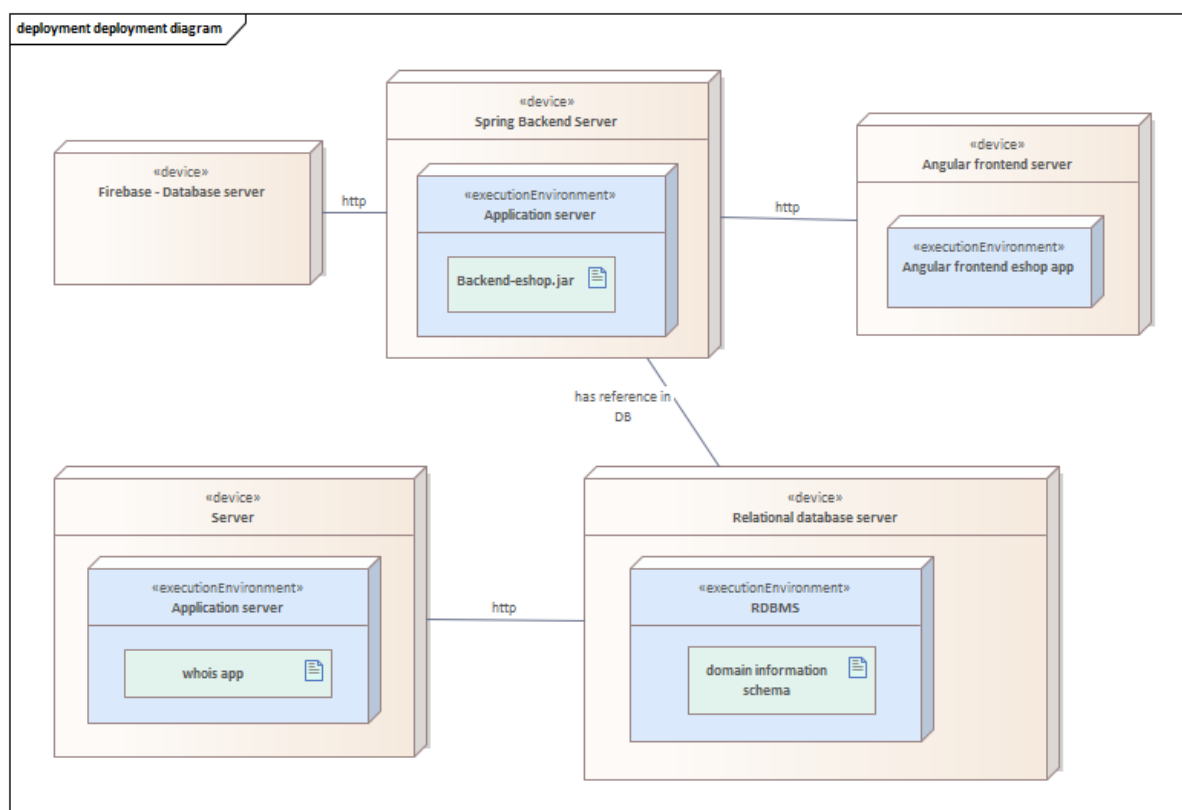 deployment deployment diagram
«device»
Spring Backend Server
«executionEnvironment»
Application server
Backend-eshop.jar
«device»
Firebase - Database server
http
http
«device»
Angular frontend server
«executionEnvironment»
Angular frontend eshop app
has reference in
DB
«device»
Server
«executionEnvironment»
Application server
whois app
http
«device»
Relational database server
«executionEnvironment»
RDBMS
domain information
schema